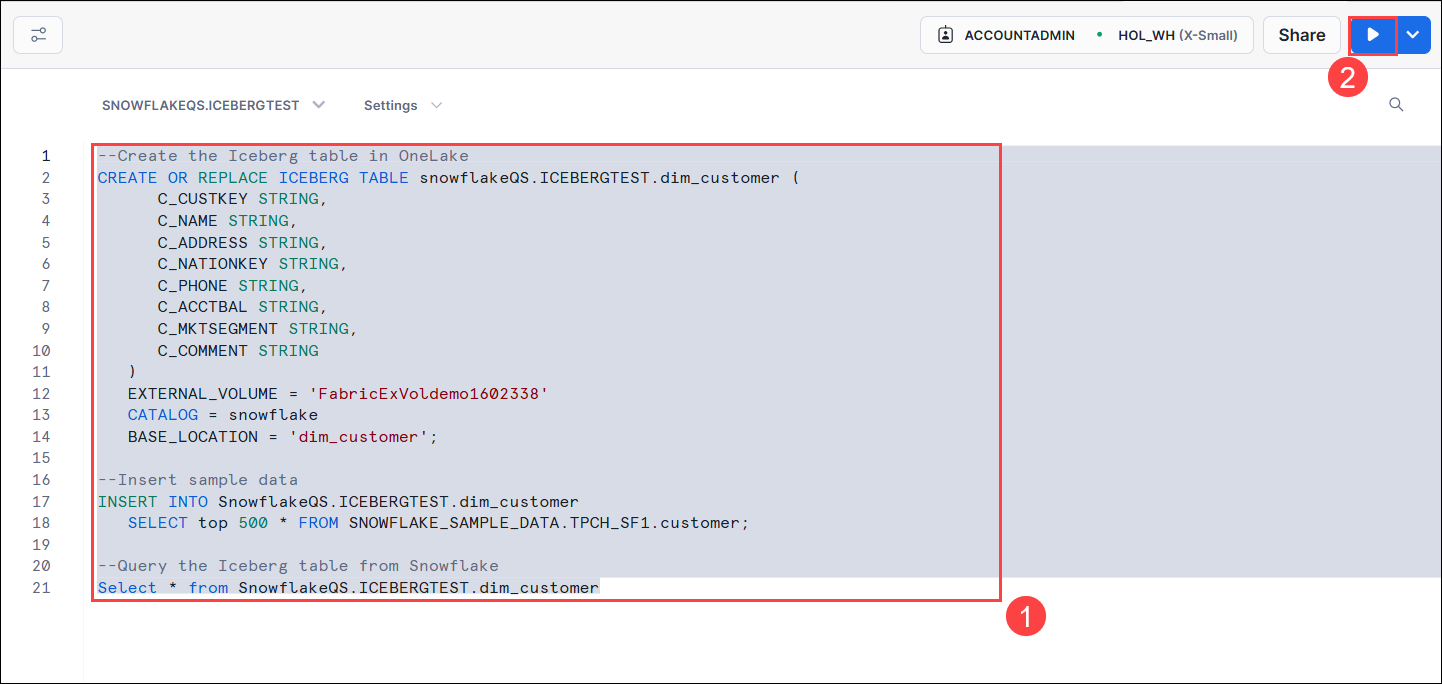 ACCOUNTADMIN • HOL_WH (X-Small) Share
2
SNOWFLAKEQS.ICEBERGTEST Settings
1 --Create the Iceberg table in OneLake
2 CREATE OR REPLACE ICEBERG TABLE snowflakeQS.ICEBERGTEST.dim_customer (
3 C_CUSTKEY STRING,
4 C_NAME STRING,
5 C_ADDRESS STRING,
6 C_NATIONKEY STRING,
7 C_PHONE STRING,
8 C_ACCTBAL STRING,
9 C_MKTSEGMENT STRING,
10 C_COMMENT STRING
11 )
12 EXTERNAL_VOLUME = 'FabricExVoldemo1602338'
13 CATALOG = snowflake
14 BASE_LOCATION = 'dim_customer';
15
16 --Insert sample data
17 INSERT INTO SnowflakeQS.ICEBERGTEST.dim_customer
18 SELECT top 500 * FROM SNOWFLAKE_SAMPLE_DATA.TPCH_SF1.customer;
19
20 --Query the Iceberg table from Snowflake
21 Select * from SnowflakeQS.ICEBERGTEST.dim_customer
1